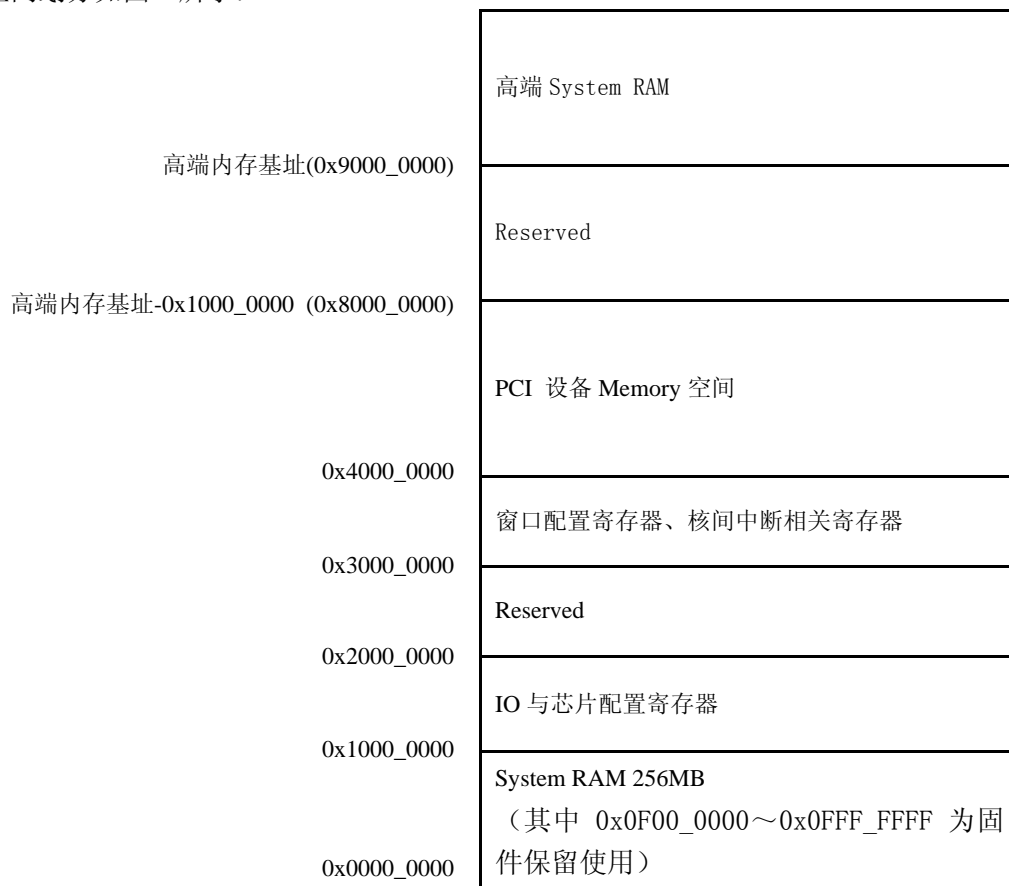 高端 System RAM
高端内存基址(0x9000_0000)
Reserved
高端内存基址-0x1000_0000 (0x8000_0000)
PCI 设备 Memory 空间
0x4000_0000
窗口配置寄存器、核间中断相关寄存器
0x3000_0000
Reserved
0x2000_0000
IO 与芯片配置寄存器
0x1000_0000
System RAM 256MB
（其中 0x0F00_0000～0x0FFF_FFFF 为固
件保留使用）
0x0000_0000